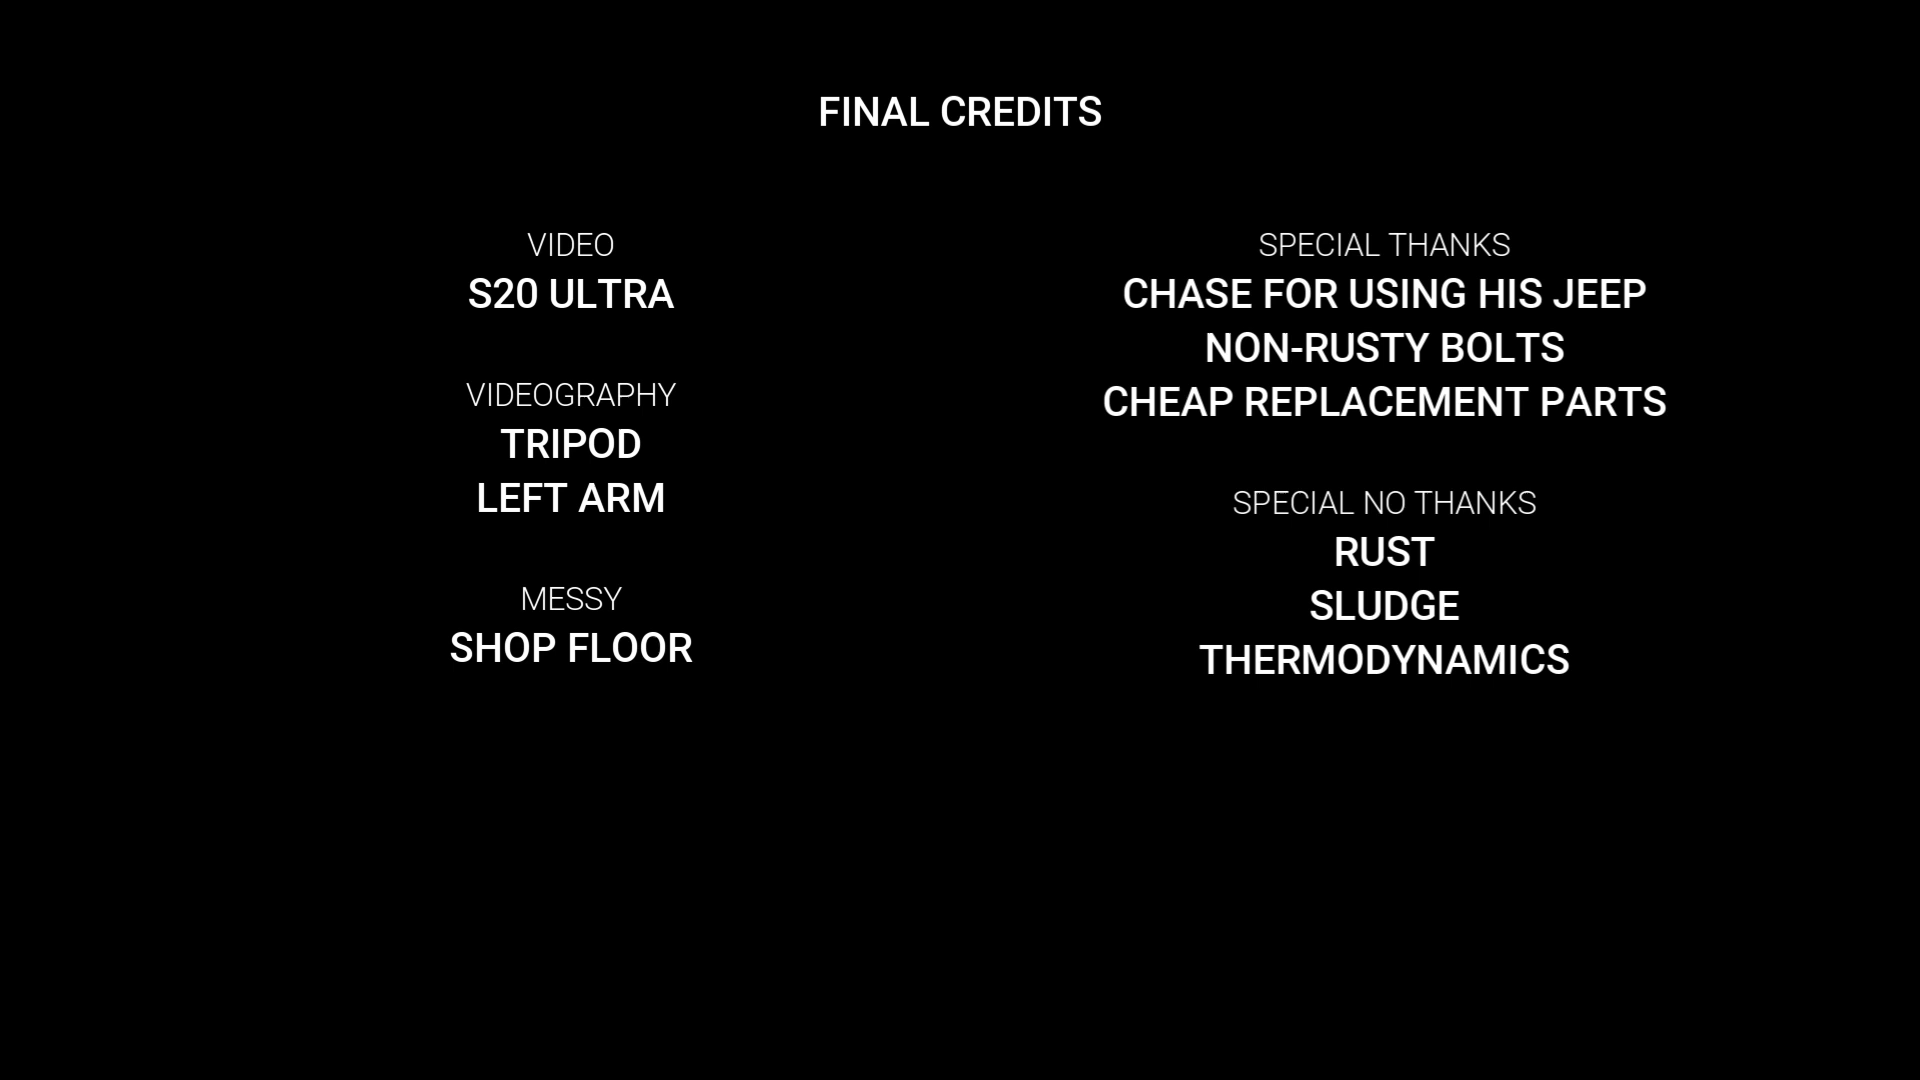 FINAL CREDITS
VIDEO
S20 ULTRA
VIDEOGRAPHY
TRIPOD
LEFT ARM
MESSY
SHOP FLOOR
SPECIAL THANKS
CHASE FOR USING HIS JEEP
NON-RUSTY BOLTS
CHEAP REPLACEMENT PARTS
SPECIAL NO THANKS
RUST
SLUDGE
THERMODYNAMICS